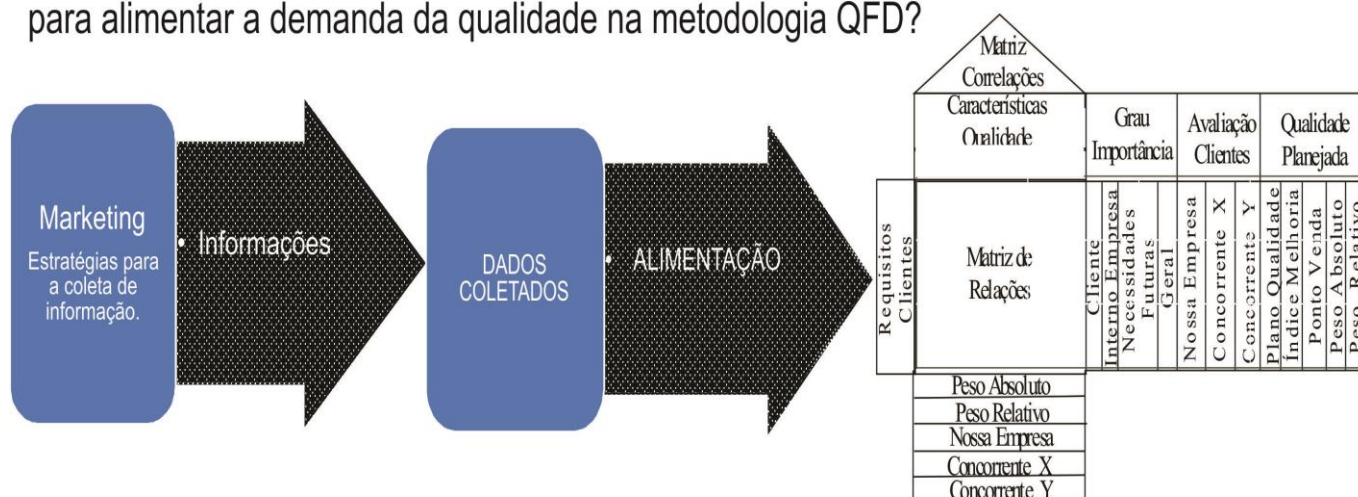 para alimentar a demanda da qualidade na metodologia QFD?
Marketing
Estratégias para
a coleta de
informação.
• Informações
DADOS
COLETADOS
• ALIMENTAÇÃO
Matriz
Correlações
Características
Qualidade
Grau
Importância
Avaliação
Clientes
Qualidade
Planejada
Requisitos
Clientes
Matriz de
Relações
Cliente
Interno Empresa
Necessidades
Futuras
Geral
Nossa Empresa
Concorrente X
Concorrente Y
Plano Qualidade
Índice Melhoria
Ponto Venda
Peso Absoluto
Peso Relativo
Peso Absoluto
Peso Relativo
Nossa Empresa
Concorrente X
Concorrente Y